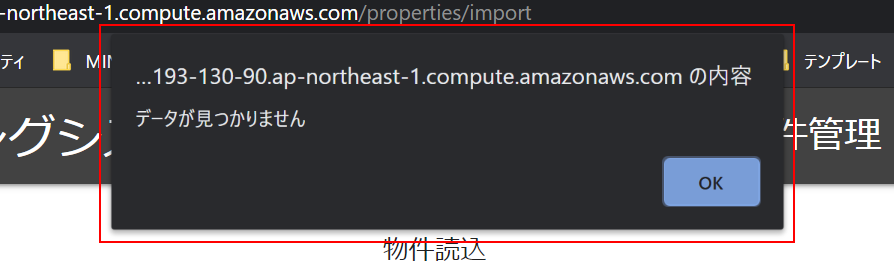 -northeast-1.compute.amazonaws.com/properties/import
ティ
テンプレート
...193-130-90.ap-northeast-1.compute.amazonaws.com の内容
データが見つかりません
ングシス
件管理
OK
物件読込